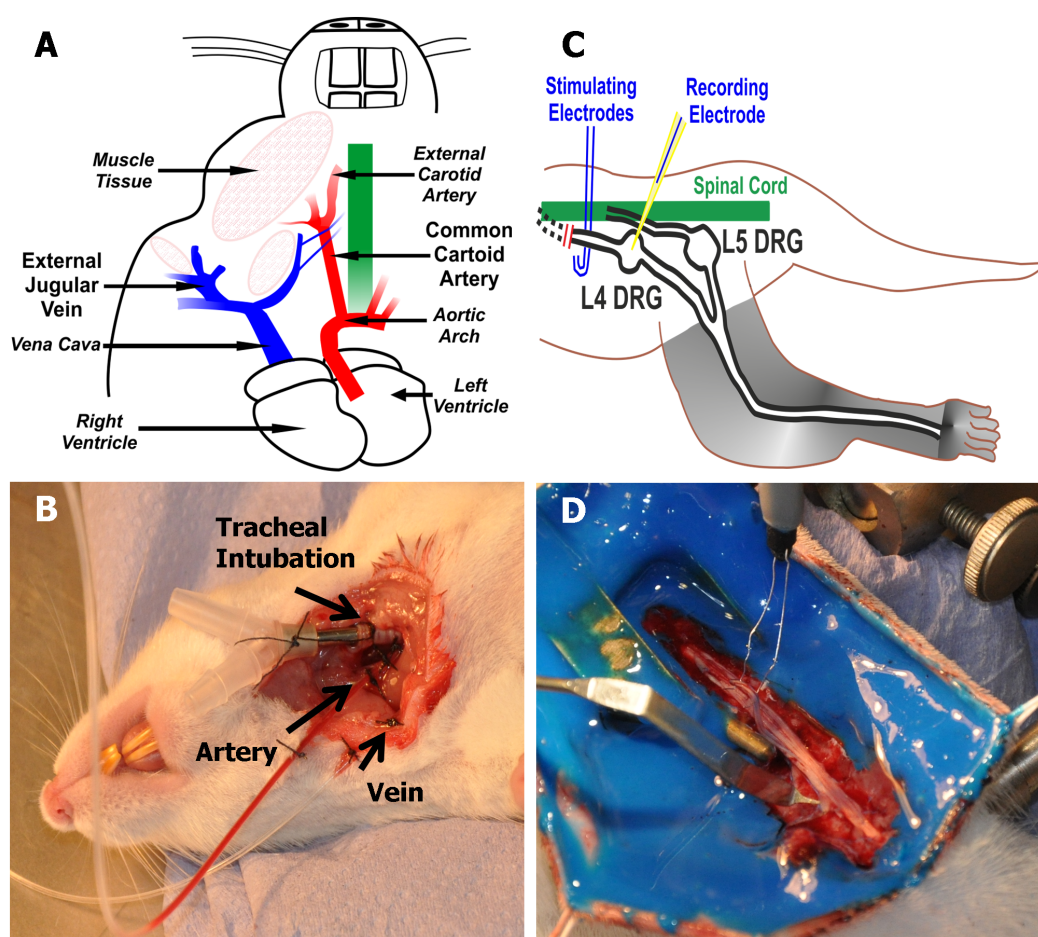 A
Muscle
Tissue
External
Carotid
Artery
Common
Cartoid
Artery
External
Jugular
Vein
Aortic
Arch
Vena Cava
Left
Ventricle
Right
Ventricle
C
Stimulating
Electrodes
Recording
Electrode
Spinal Cord
L5 DRG
L4 DRG
B
Tracheal
Intubation
Artery
Vein
D